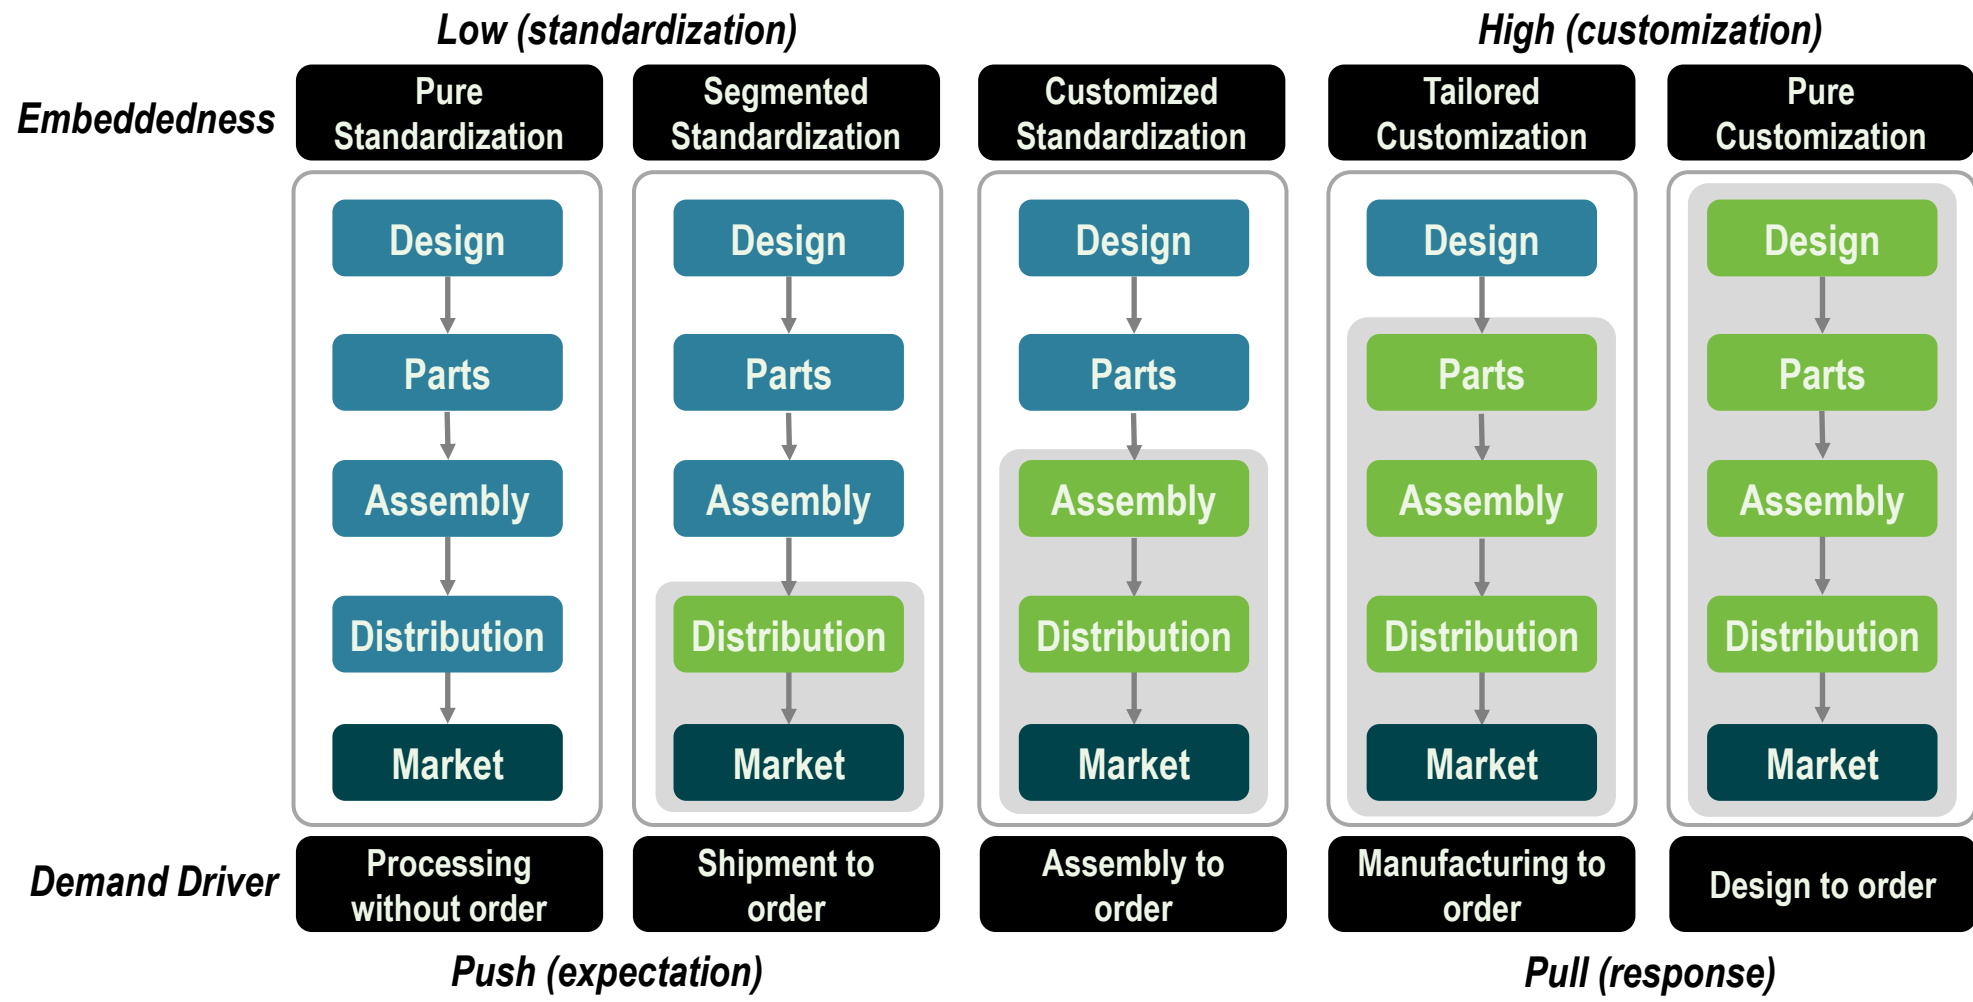 Low (standardization)
High (customization)
Embeddedness
Pure
Standardization
Segmented
Standardization
Customized
Standardization
Tailored
Customization
Pure
Customization
Design
Parts
Assembly
Distribution
Market
Design
Parts
Assembly
Distribution
Market
Design
Parts
Assembly
Distribution
Market
Design
Parts
Assembly
Distribution
Market
Design
Parts
Assembly
Distribution
Market
Demand Driver
Processing
without order
Shipment to
order
Assembly to
order
Manufacturing to
order
Design to order
Push (expectation)
Pull (response)